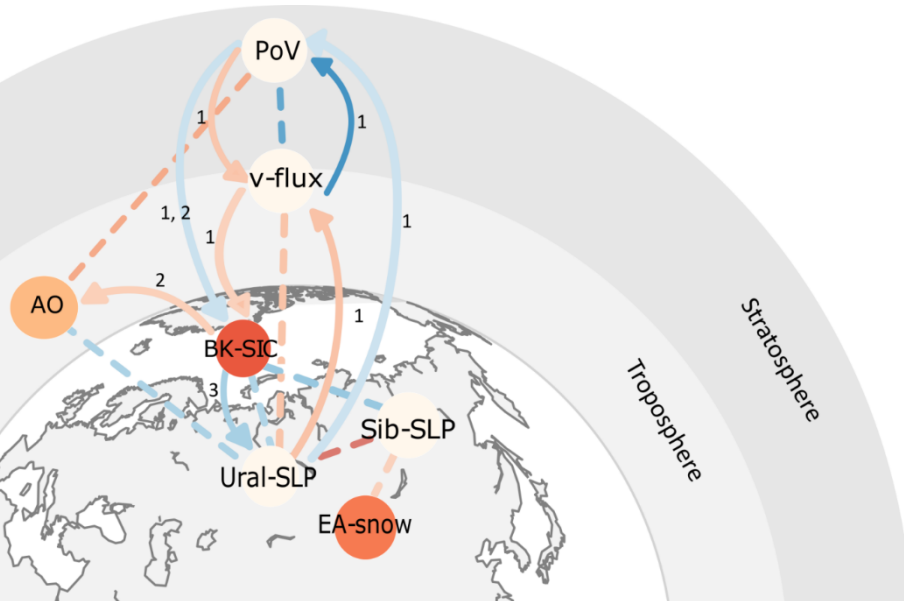 PoV
1
1
v-flux
1, 2
1
1
2
AO
1
BK-SIC
3
Sib-SLP
Ural-SLP
EA-snow
Stratosphere
Troposphere